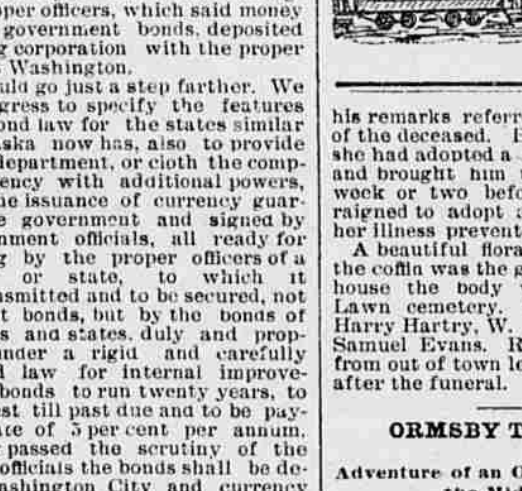 per officers, which said money
government bonds, deposited
g corporation with the proper
Washington.
uld go just a step farther. We
gress to specify the features
ond law for the states similar
aska now has, also to provide
department, or cloth the comp-
ency with additional powers,
he issuance of currency guar-
e government and signed by
nment officials, all ready for
g by the proper officers of a
or state, to which it
nsmitted and to be secured, not
t bonds, but by the bonds of
s and states, duly and prop-
under a rigid and carefully
d law for internal improve-
bonds to run twenty years, to
est till past due and to be pay-
ate of 5 per cent per annum.
passed the scrutiny of the
officials the bonds shall be de-
ashington City and currency
his remarks referr
of the deceased.
she had adopted a
and brought him
week or two befo
raigned to adopt
her illness prevent
A beautiful flora
the coffin was the g
house the body
Lawn cemetery.
Harry Hartry, W.
Samuel Evans. R
from out of town le
after the funeral.
ORMSBY T
Adventure of an O